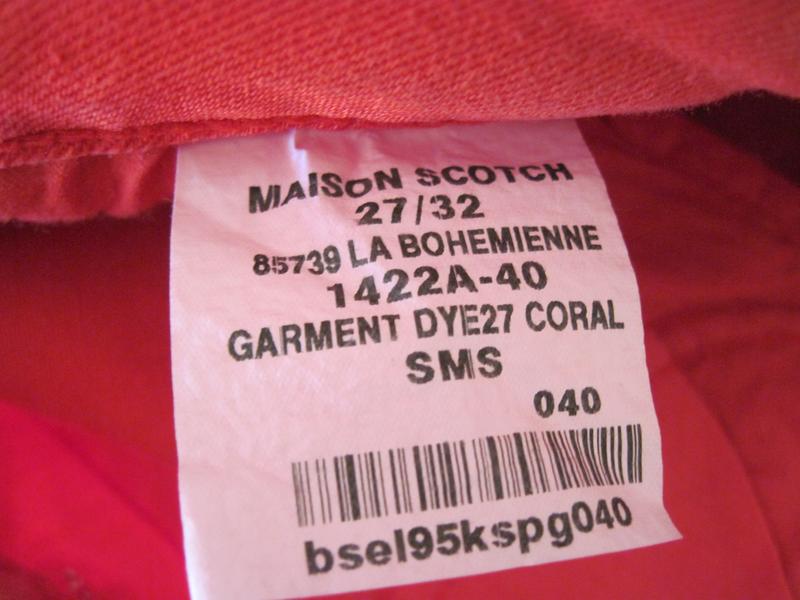 MAISON SCOTCH
27/32
85739 LA BOHEMIENNE
1422A-40
GARMENT DYE27 CORAL
SMS
040
bsel95kspg040